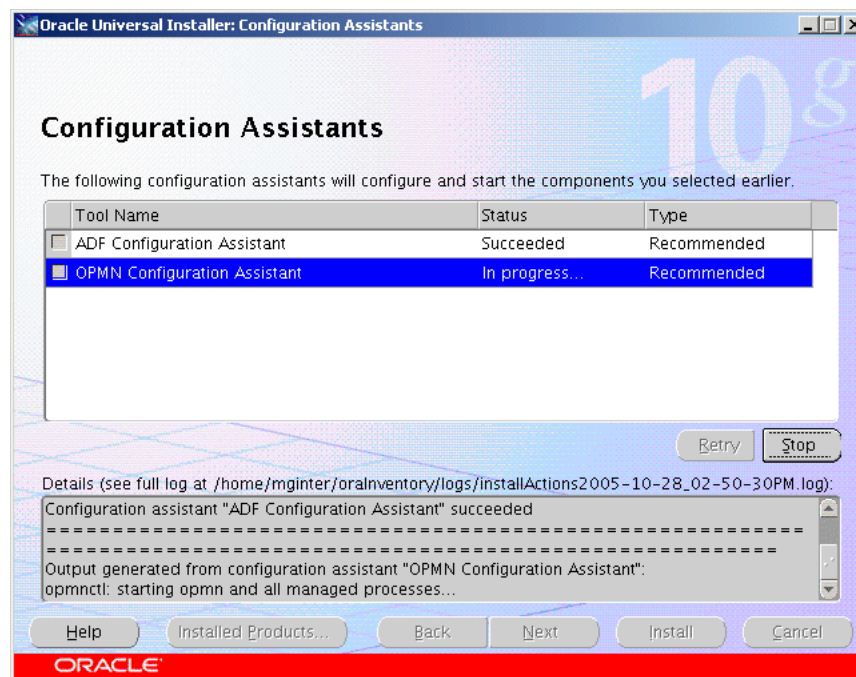 Oracle Universal Installer: Configuration Assistants
10g
Configuration Assistants
The following configuration assistants will configure and start the components you selected earlier.
Tool Name Status Type
ADF Configuration Assistant Succeeded Recommended
OPMN Configuration Assistant In progress... Recommended
Retry Stop
Details (see full log at /home/mginter/oraInventory/logs/installActions2005-10-28_02-50-30PM.log):
Configuration assistant "ADF Configuration Assistant" succeeded
==========================================================
========================================================
Output generated from configuration assistant "OPMN Configuration Assistant":
opmnctl: starting opmn and all managed processes...
Help Installed Products... Back Next Install Cancel
ORACLE